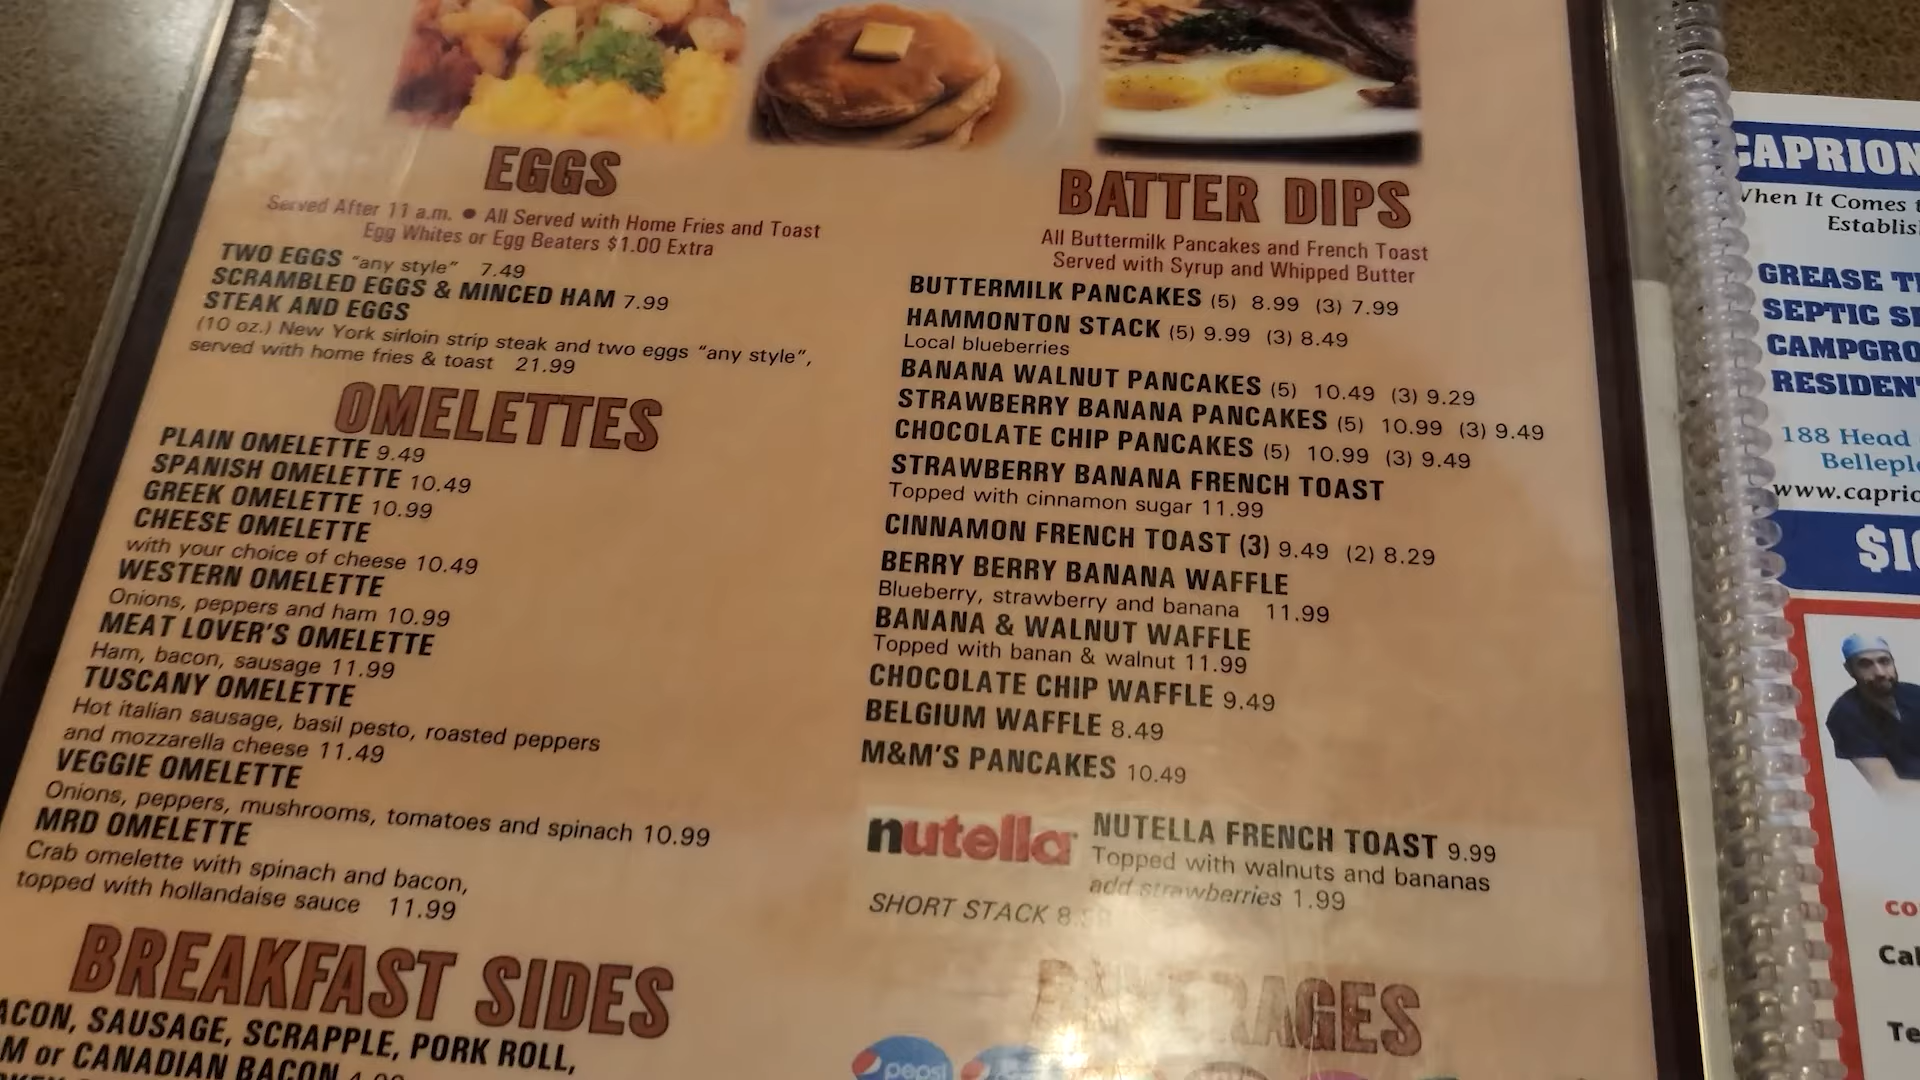 EGGS
Served After 11 a.m. ● All Served with Home Fries and Toast
Egg Whites or Egg Beaters $1.00 Extra
TWO EGGS "any style" 7.49
SCRAMBLED EGGS & MINCED HAM 7.99
STEAK AND EGGS
(10 oz.) New York sirloin strip steak and two eggs "any style",
served with home fries & toast 21.99
OMELETTES
PLAIN OMELETTE 9.49
SPANISH OMELETTE 10.49
GREEK OMELETTE 10.99
CHEESE OMELETTE
with your choice of cheese 10.49
WESTERN OMELETTE
Onions, peppers and ham 10.99
MEAT LOVER'S OMELETTE
Ham, bacon, sausage 11.99
TUSCANY OMELETTE
Hot italian sausage, basil pesto, roasted peppers
and mozzarella cheese 11.49
VEGGIE OMELETTE
Onions, peppers, mushrooms, tomatoes and spinach 10.99
MRD OMELETTE
Crab omelette with spinach and bacon,
topped with hollandaise sauce 11.99
BREAKFAST SIDES
ACON, SAUSAGE, SCRAPPLE, PORK ROLL,
M or CANADIAN BACON
BATTER DIPS
All Buttermilk Pancakes and French Toast
Served with Syrup and Whipped Butter
BUTTERMILK PANCAKES (5) 8.99 (3) 7.99
HAMMONTON STACK (5) 9.99 (3) 8.49
Local blueberries
BANANA WALNUT PANCAKES (5) 10.49 (3) 9.29
STRAWBERRY BANANA PANCAKES (5) 10.99 (3) 9.49
CHOCOLATE CHIP PANCAKES (5) 10.99 (3) 9.49
STRAWBERRY BANANA FRENCH TOAST
Topped with cinnamon sugar 11.99
CINNAMON FRENCH TOAST (3) 9.49 (2) 8.29
BERRY BERRY BANANA WAFFLE
Blueberry, strawberry and banana 11.99
BANANA & WALNUT WAFFLE
Topped with banan & walnut 11.99
CHOCOLATE CHIP WAFFLE 9.49
BELGIUM WAFFLE 8.49
M&M'S PANCAKES 10.49
nutella
NUTELLA FRENCH TOAST 9.99
Topped with walnuts and bananas
add strawberries 1.99
SHORT STACK
BEVERAGES
pepsi
CAPRION
When It Comes t
Establis
GREASE T
SEPTIC S
CAMPGRO
RESIDEN
188 Head
Bellepl
www.caprio
$1
co
Cal
Te